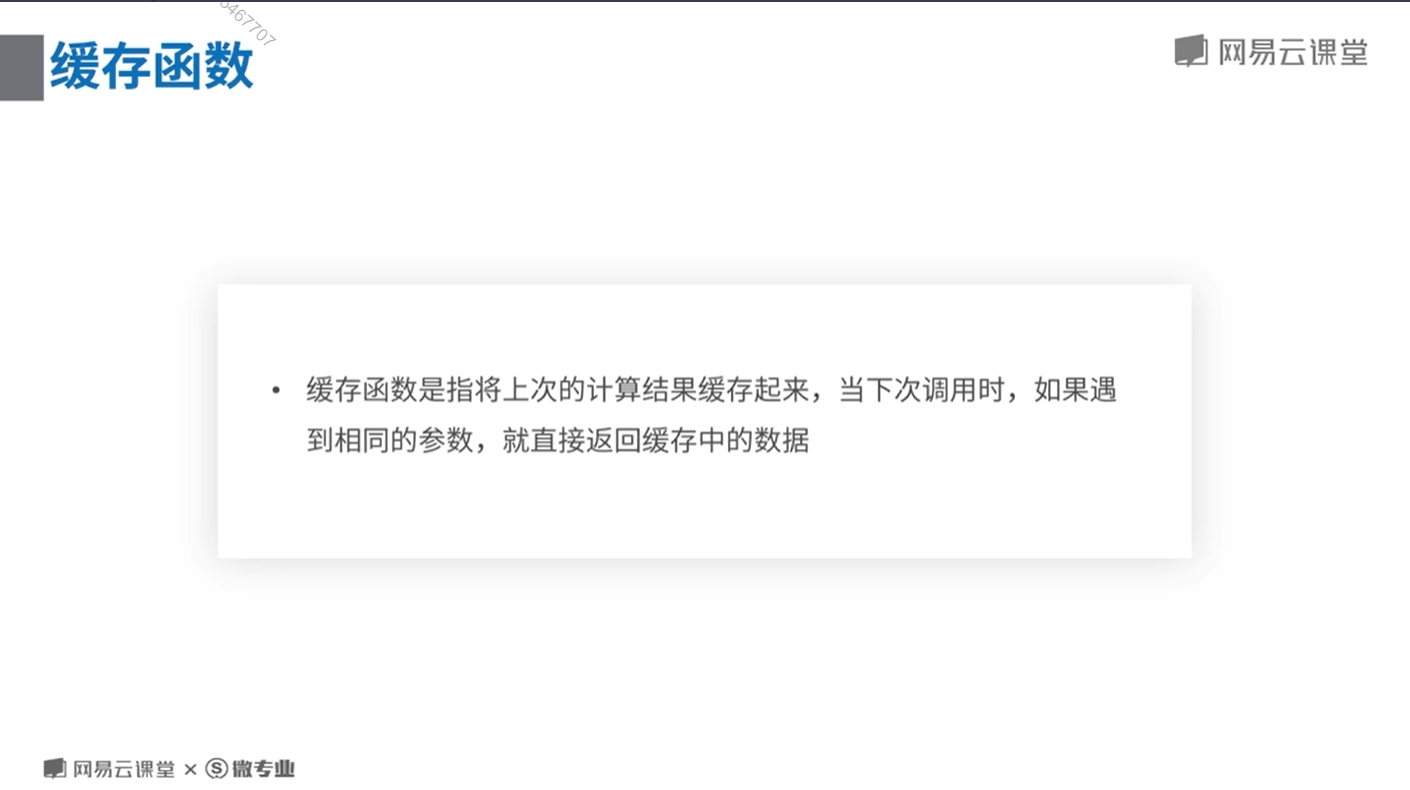 缓存函数
网易云课堂
• 缓存函数是指将上次的计算结果缓存起来，当下次调用时，如果遇
到相同的参数，就直接返回缓存中的数据
网易云课堂 × 微专业